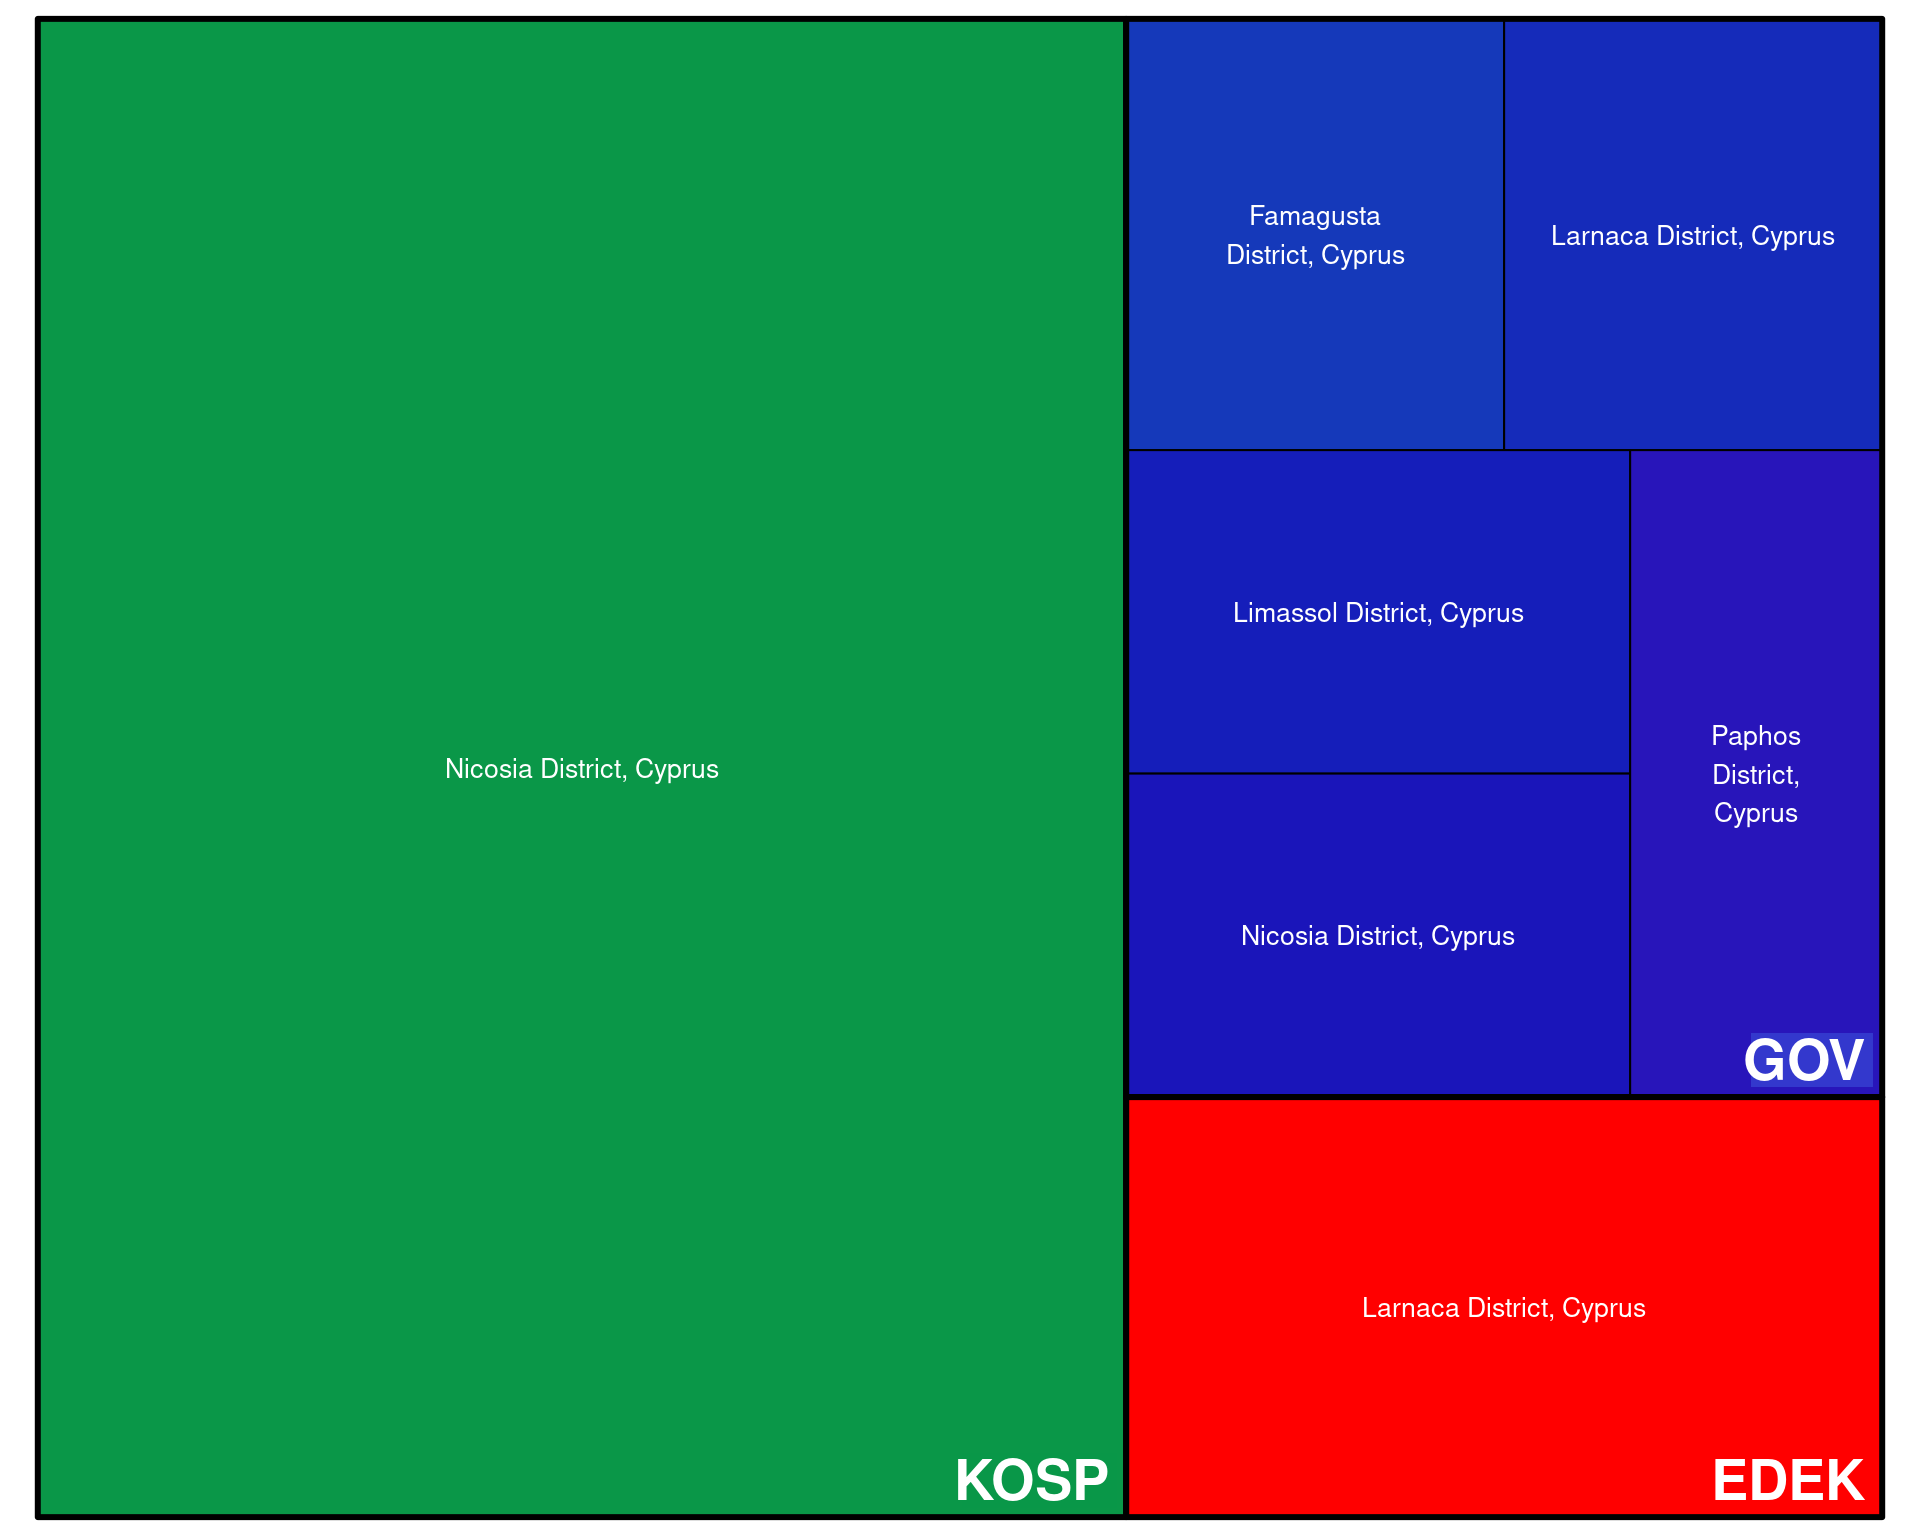 Nicosia District, Cyprus
KOSP
Famagusta
District, Cyprus
Larnaca District, Cyprus
Limassol District, Cyprus
Nicosia District, Cyprus
Paphos
District,
Cyprus
GOV
Larnaca District, Cyprus
EDEK